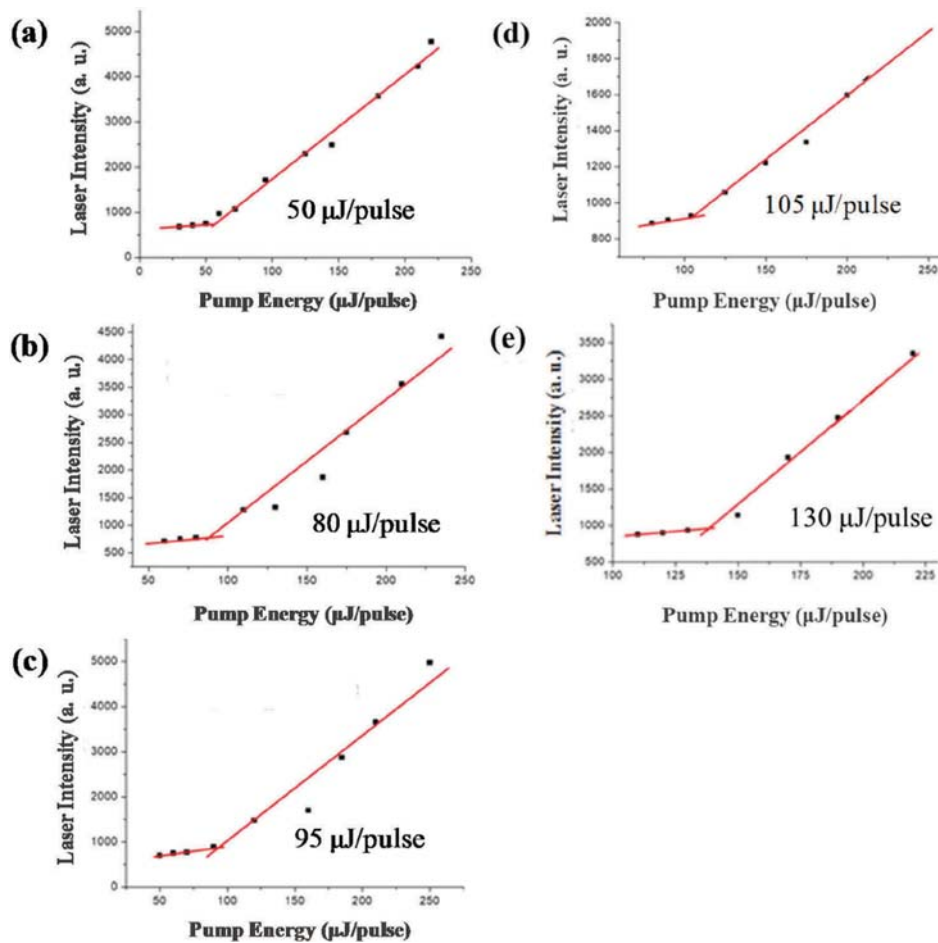 (a)
Laser Intensity (a. u.)
5000
4000
3000
2000
1000
0
50 µJ/pulse
0 25 50 75 100 125 150 175 200 225 250
Pump Energy (µJ/pulse)
(b)
Laser Intensity (a. u.)
4500
4000
3500
3000
2500
2000
1500
1000
500
80 µJ/pulse
50 100 150 200 250
Pump Energy (µJ/pulse)
(c)
Laser Intensity (a. u.)
5000
4000
3000
2000
1000
0
95 µJ/pulse
50 100 150 200 250
Pump Energy (µJ/pulse)
(d)
Laser Intensity (a. u.)
2000
1800
1600
1400
1200
1000
800
105 µJ/pulse
100 150 200 250
Pump Energy (µJ/pulse)
(e)
Laser Intensity (a. u.)
3500
3000
2500
2000
1500
1000
500
130 µJ/pulse
100 125 150 175 200 225
Pump Energy (µJ/pulse)